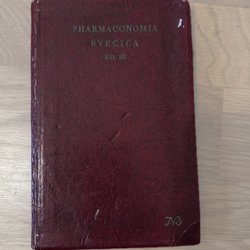 PHARMACONOMIA
SVECICA
ED. III